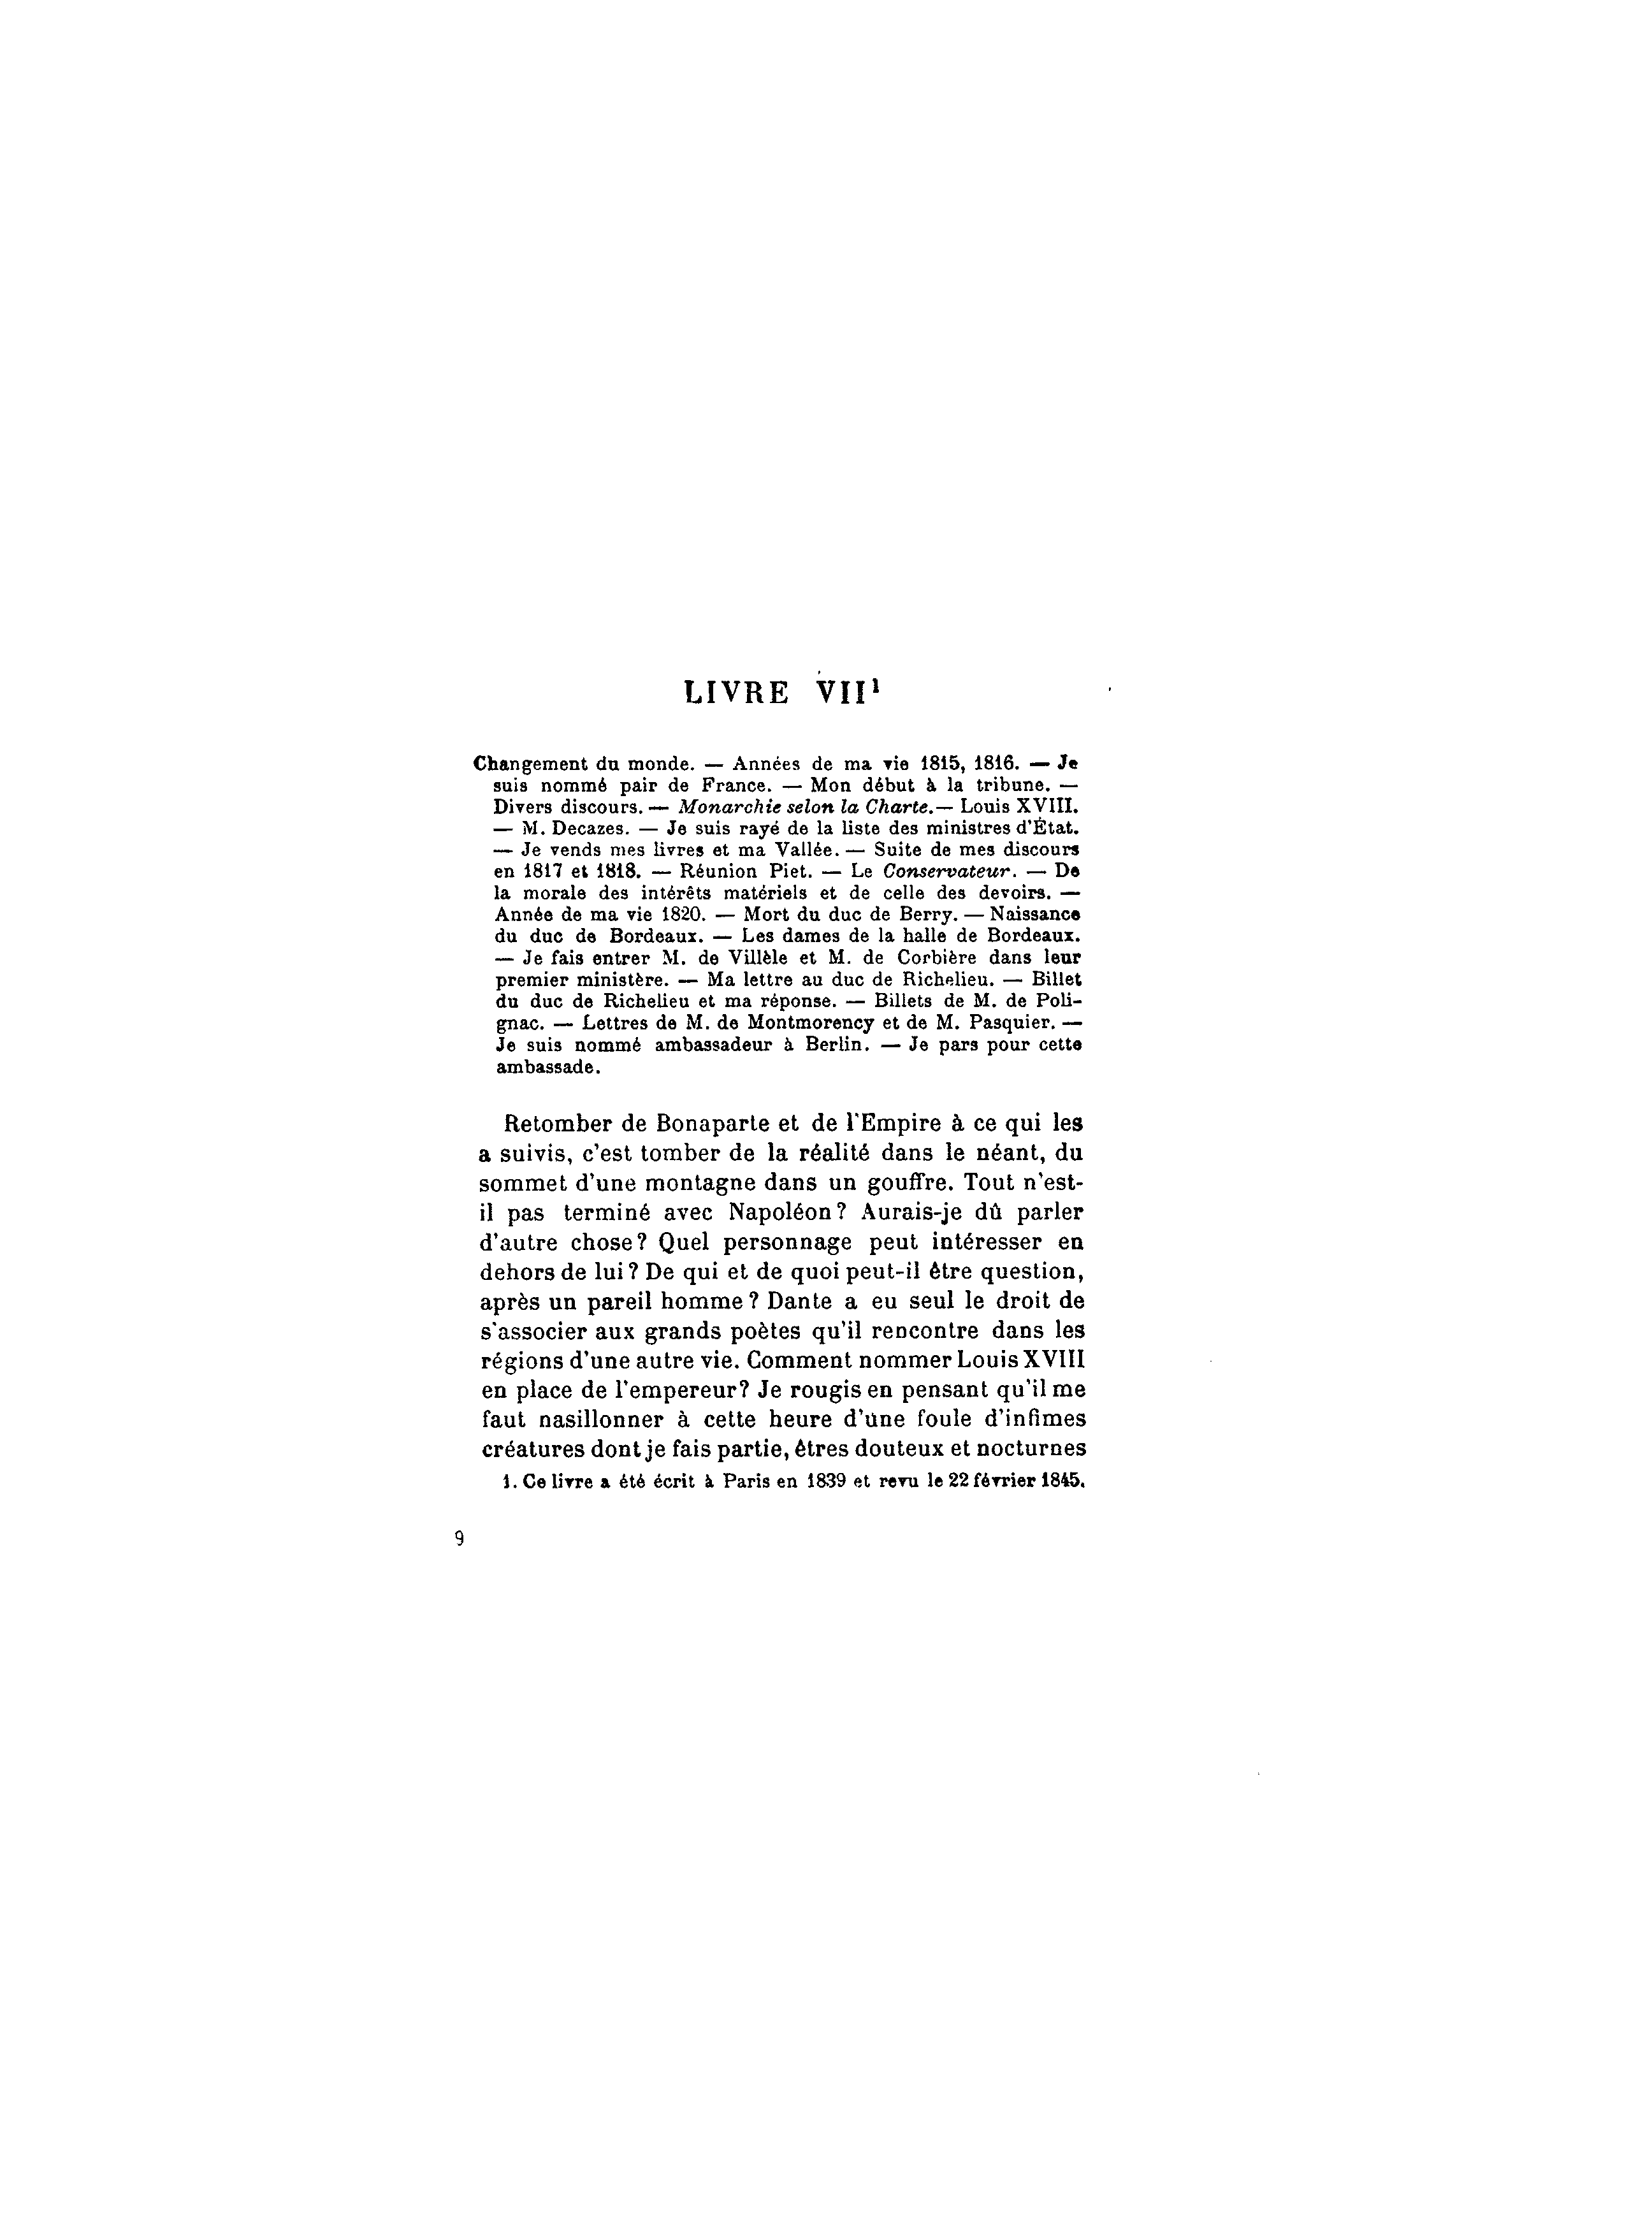 LIVRE VII¹
Changement du monde. — Années de ma vie 1815, 1816. — Je
suis nommé pair de France. — Mon début à la tribune. —
Divers discours. — Monarchie selon la Charte. — Louis XVIII.
— M. Decazes. — Je suis rayé de la liste des ministres d'État.
— Je vends mes livres et ma Vallée. — Suite de mes discours
en 1817 et 1818. — Réunion Piet. — Le Conservateur. — De
la morale des intérêts matériels et de celle des devoirs. —
Année de ma vie 1820. — Mort du duc de Berry. — Naissance
du duc de Bordeaux. — Les dames de la halle de Bordeaux.
— Je fais entrer M. de Villèle et M. de Corbière dans leur
premier ministère. — Ma lettre au duc de Richelieu. — Billet
du duc de Richelieu et ma réponse. — Billets de M. de Poli-
gnac. — Lettres de M. de Montmorency et de M. Pasquier. —
Je suis nommé ambassadeur à Berlin. — Je pars pour cette
ambassade.
Retomber de Bonaparte et de l'Empire à ce qui les
a suivis, c'est tomber de la réalité dans le néant, du
sommet d'une montagne dans un gouffre. Tout n'est-
il pas terminé avec Napoléon? Aurais-je dû parler
d'autre chose? Quel personnage peut intéresser en
dehors de lui? De qui et de quoi peut-il être question,
après un pareil homme? Dante a eu seul le droit de
s'associer aux grands poètes qu'il rencontre dans les
régions d'une autre vie. Comment nommer Louis XVIII
en place de l'empereur? Je rougis en pensant qu'il me
faut nasillonner à cette heure d'une foule d'infimes
créatures dont je fais partie, êtres douteux et nocturnes
1. Ce livre a été écrit à Paris en 1839 et revu le 22 février 1845.
9